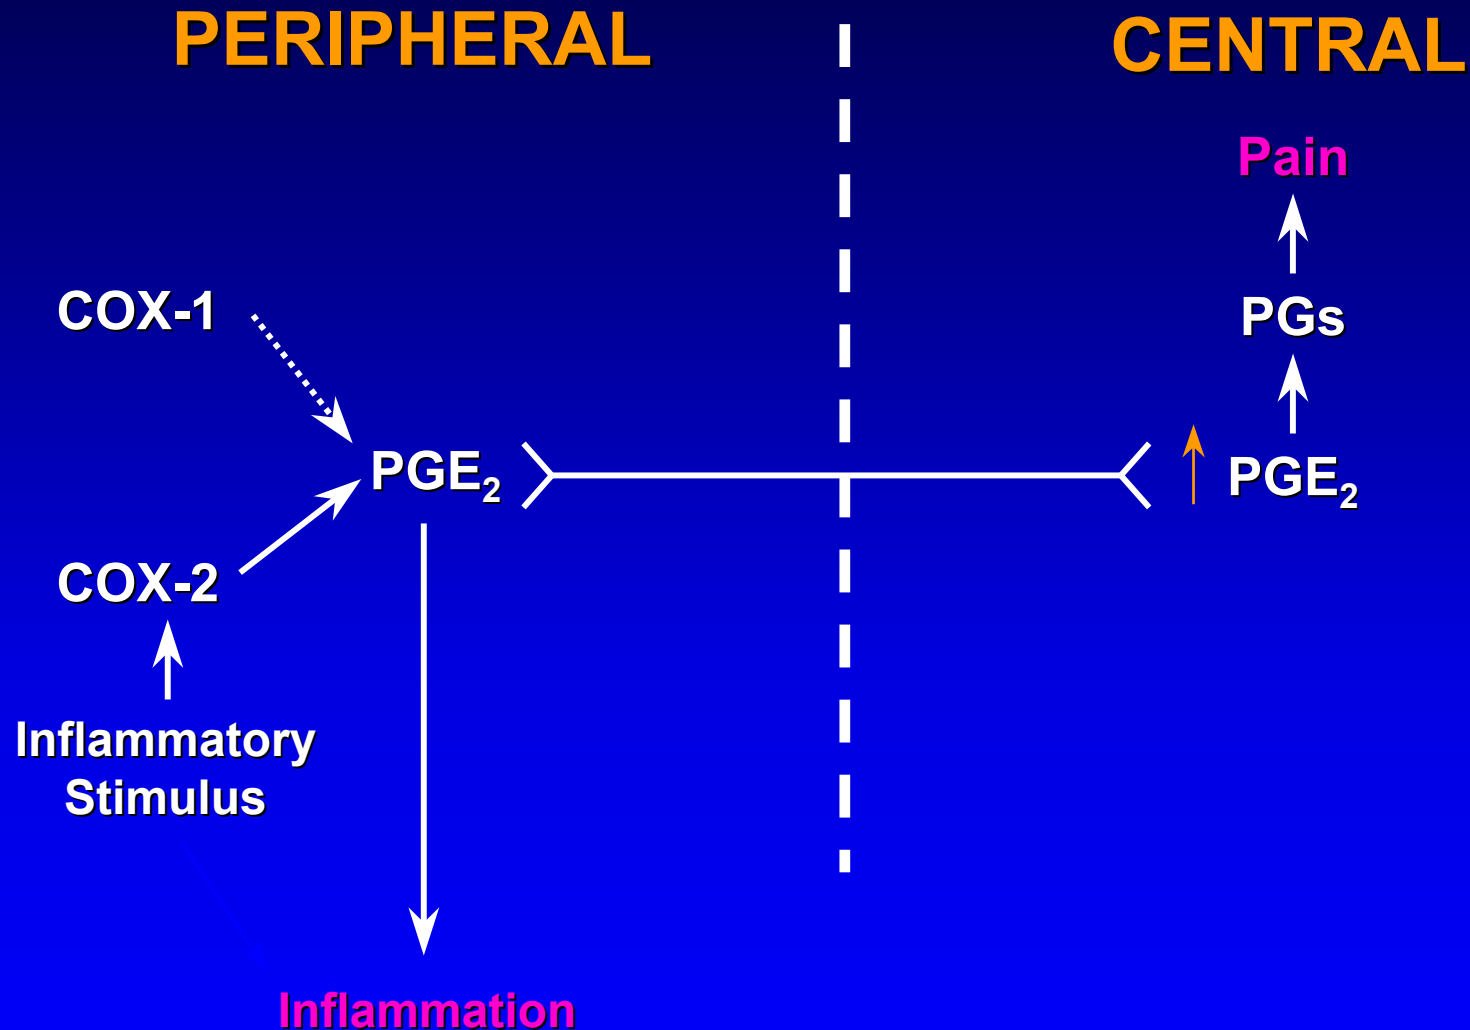 PERIPHERAL
CENTRAL
Pain
COX-1
PGs
PGE₂
PGE₂
COX-2
Inflammatory
Stimulus
Inflammation